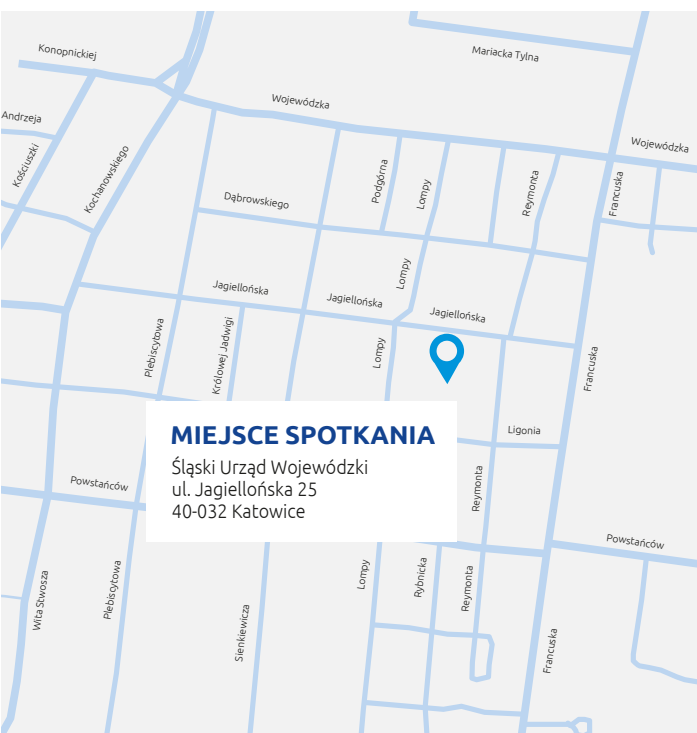 Konopnickiej
Mariacka Tylna
Wojewódzka
Andrzeja
Wojewódzka
Kościuszki
Kochanowskiego
Podgórna
Lompy
Reymonta
Francuska
Dąbrowskiego
Lompy
Jagiellońska
Jagiellońska
Jagiellońska
Plebiscytowa
Królowej Jadwigi
Lompy
Francuska
MIEJSCE SPOTKANIA
Śląski Urząd Wojewódzki
ul. Jagiellońska 25
40-032 Katowice
Ligonia
Powstańców
Reymonta
Powstańców
Wita Stwosza
Plebiscytowa
Sienkiewicza
Lompy
Rybnicka
Reymonta
Francuska